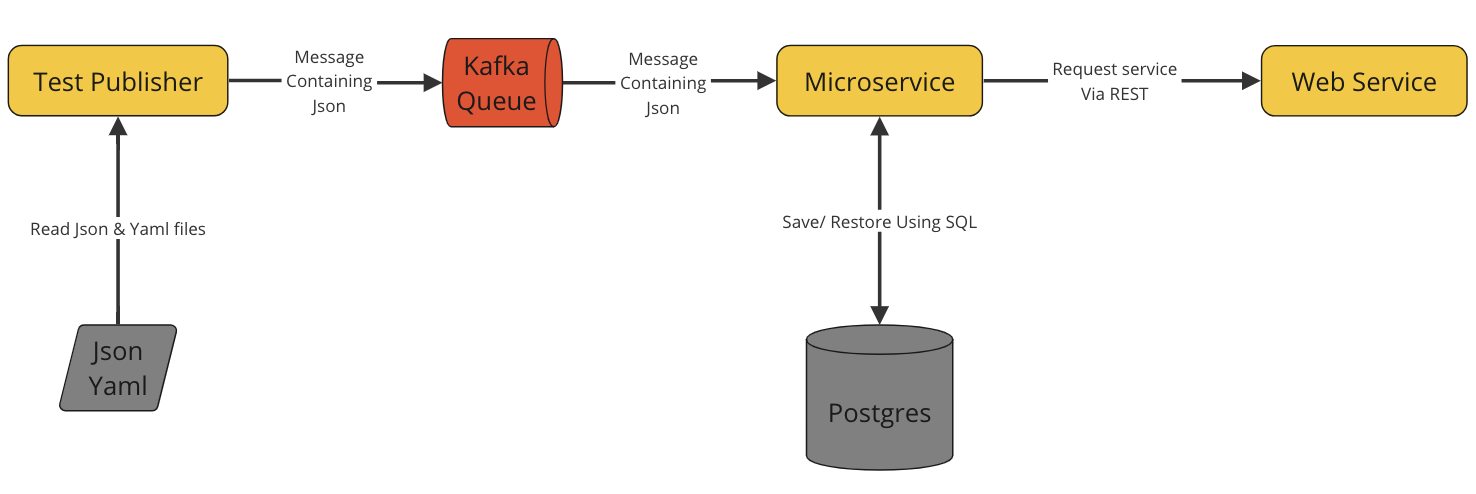 Test Publisher
Message
Containing
Json
Kafka
Queue
Message
Containing
Json
Microservice
Request service
Via REST
Web Service
Read Json & Yaml files
Save/ Restore Using SQL
Json
Yaml
Postgres